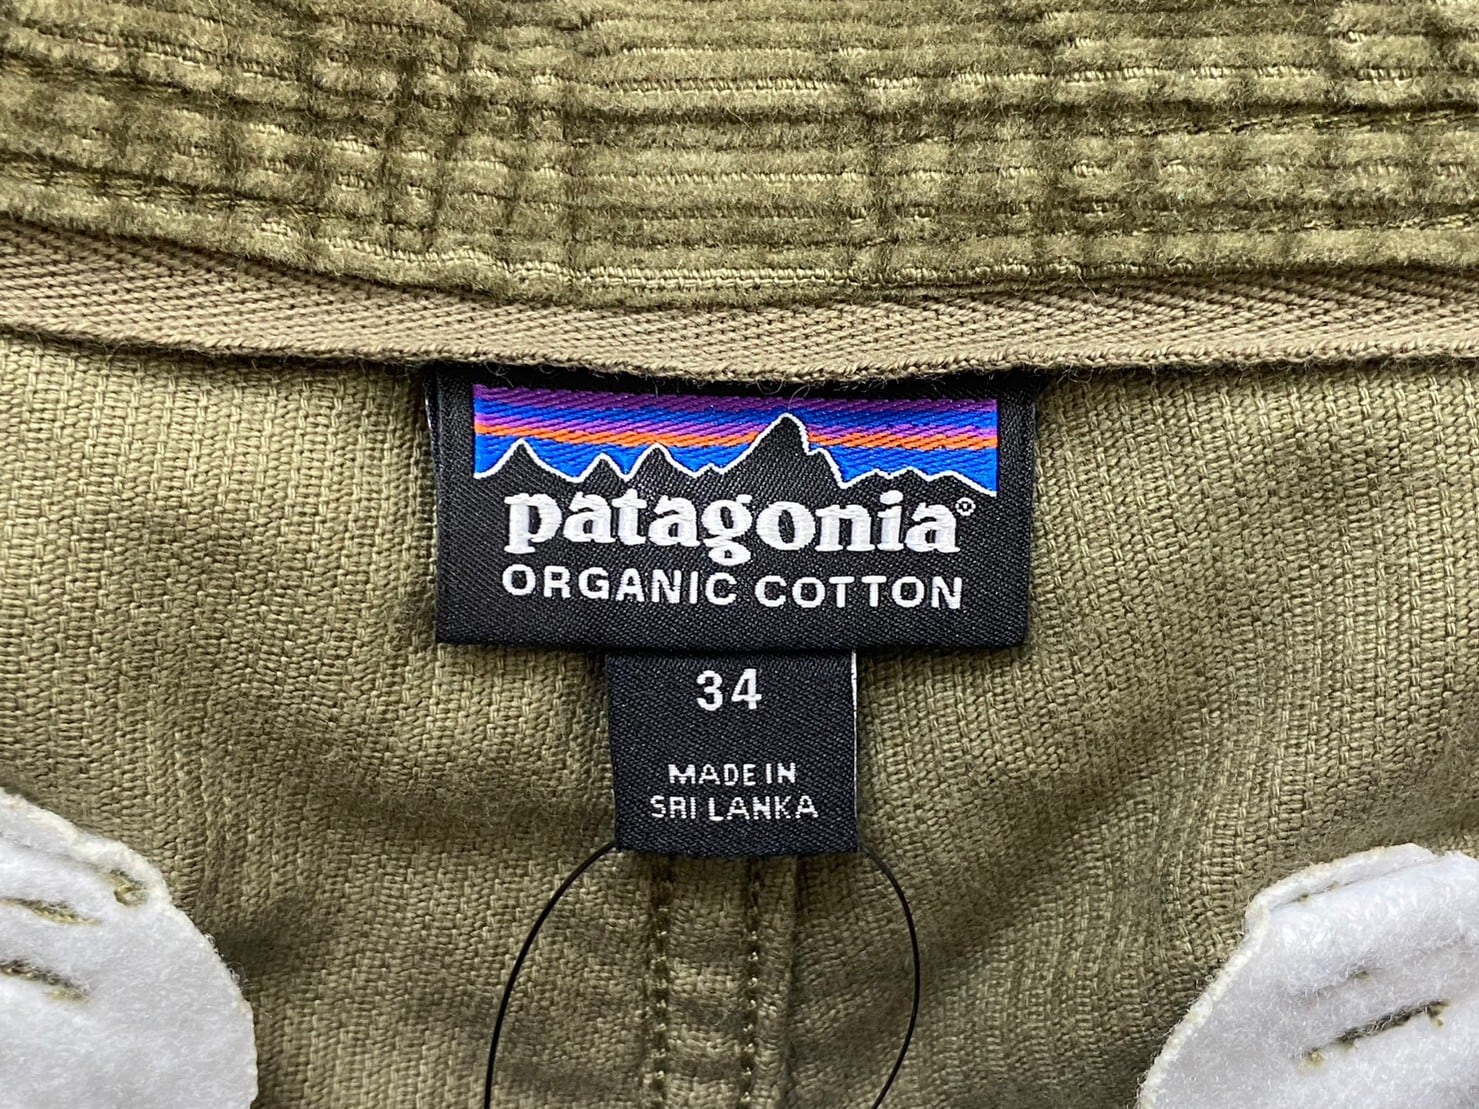 patagonia®
ORGANIC COTTON
34
MADE IN
SRI LANKA